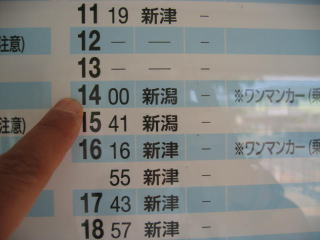 11 19 新津 －
注意) 12 － － －
13 － － －
14 00 新潟 － ※ワンマンカー(乗
注意) 15 41 新潟 －
16 16 新津 － ※ワンマンカー(乗
55 新津 －
17 43 新津 －
18 57 新津 －